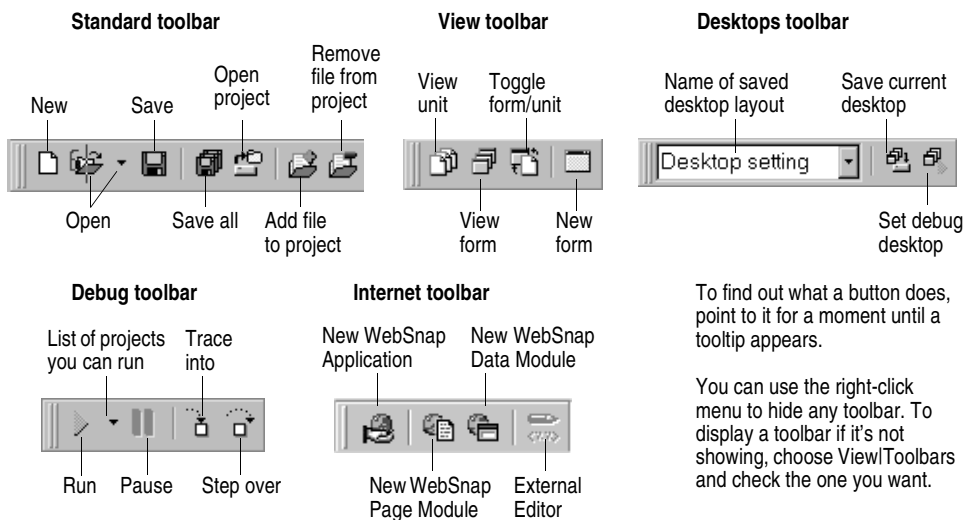 Standard toolbar
View toolbar
Desktops toolbar
New
Save
Open
project
Remove
file from
project
View
unit
Toggle
form/unit
Name of saved
desktop layout
Save current
desktop
Desktop setting
Open
Save all
Add file
to project
View
form
New
form
Set debug
desktop
Debug toolbar
Internet toolbar
List of projects
you can run
Trace
into
New WebSnap
Application
New WebSnap
Data Module
Run
Pause
Step over
New WebSnap
Page Module
External
Editor
To find out what a button does,
point to it for a moment until a
tooltip appears.
You can use the right-click
menu to hide any toolbar. To
display a toolbar if it's not
showing, choose View|Toolbars
and check the one you want.